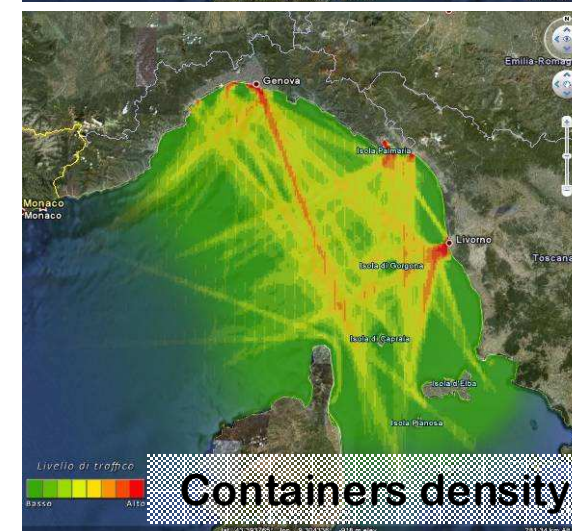 N
Emilia-Romag
Genova
Isola Palmaria
Monaco
Monaco
Livorno
Toscana
Isola di Gorgona
Isola di Capraia
Isola d'Elba
Isola Pianosa
Livello di traffico
Basso
Alto
Containers density